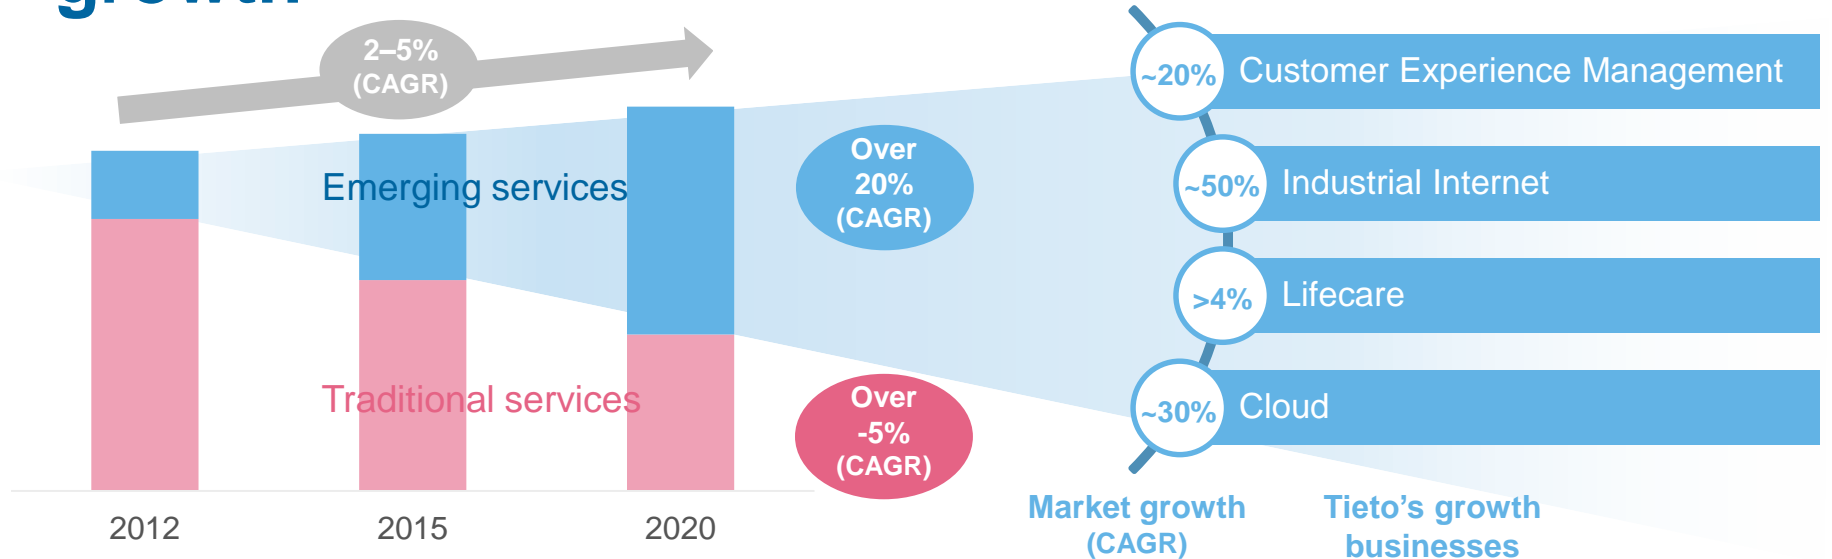 growth
2–5%
(CAGR)
Emerging services
Traditional services
2012
2015
2020
Over
20%
(CAGR)
Over
-5%
(CAGR)
~20%
Customer Experience Management
~50%
Industrial Internet
>4%
Lifecare
~30%
Cloud
Market growth
(CAGR)
Tieto’s growth
businesses